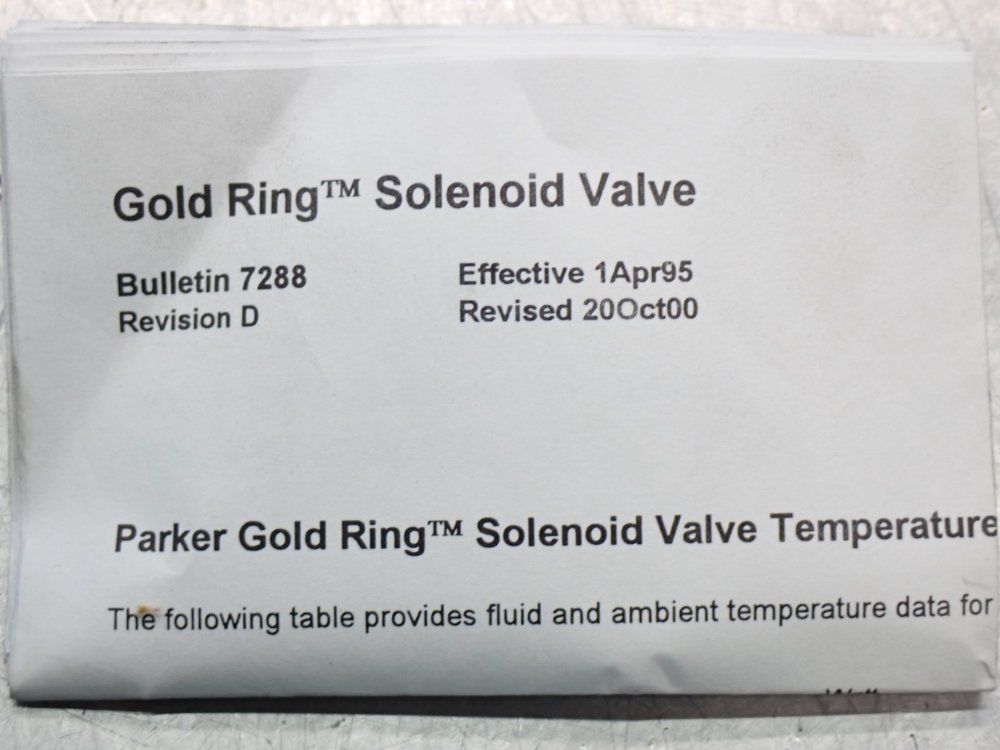 Gold Ring™ Solenoid Valve
Bulletin 7288 Effective 1Apr95
Revision D Revised 20Oct00
Parker Gold Ring™ Solenoid Valve Temperature
The following table provides fluid and ambient temperature data for